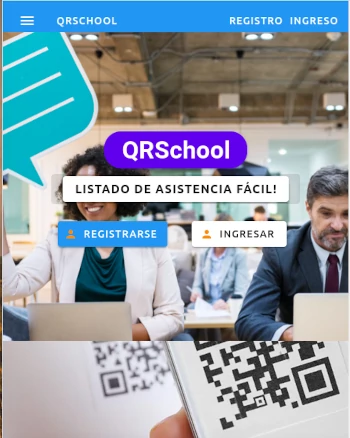 QRSCHOOL REGISTRO INGRESO
QRSchool
LISTADO DE ASISTENCIA FÁCIL!
REGISTRARSE INGRESAR